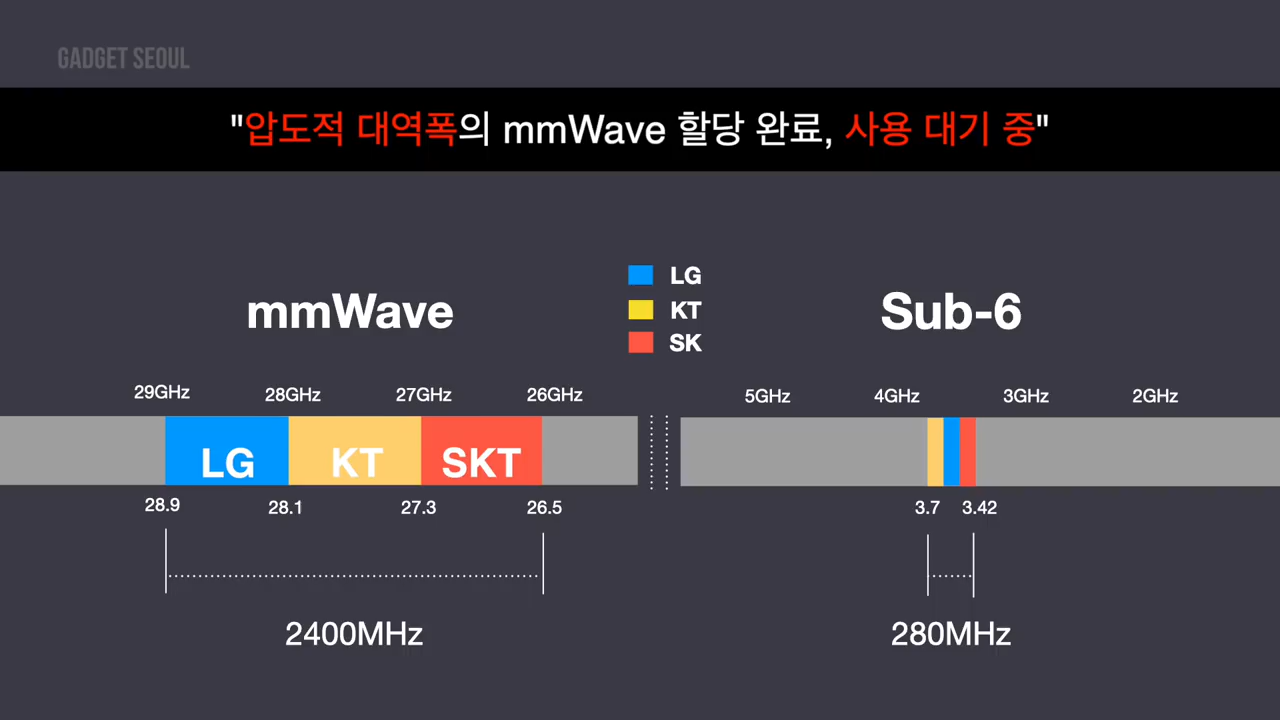 GADGET SEOUL
"압도적 대역폭의 mmWave 할당 완료, 사용 대기 중"
LG
KT
SK
mmWave
Sub-6
29GHz 28GHz 27GHz 26GHz
5GHz 4GHz 3GHz 2GHz
LG KT SKT
28.9 28.1 27.3 26.5
3.7 3.42
2400MHz
280MHz